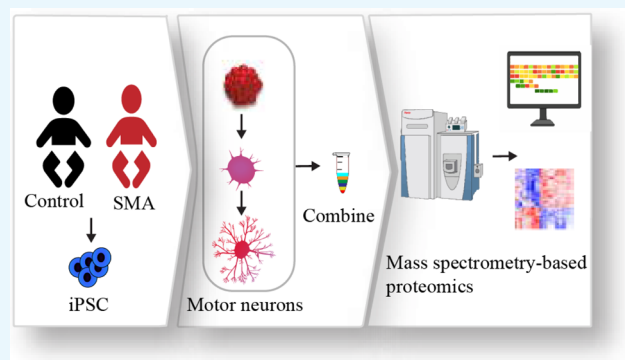 Control
SMA
iPSC
Motor neurons
Combine
Mass spectrometry-based
proteomics